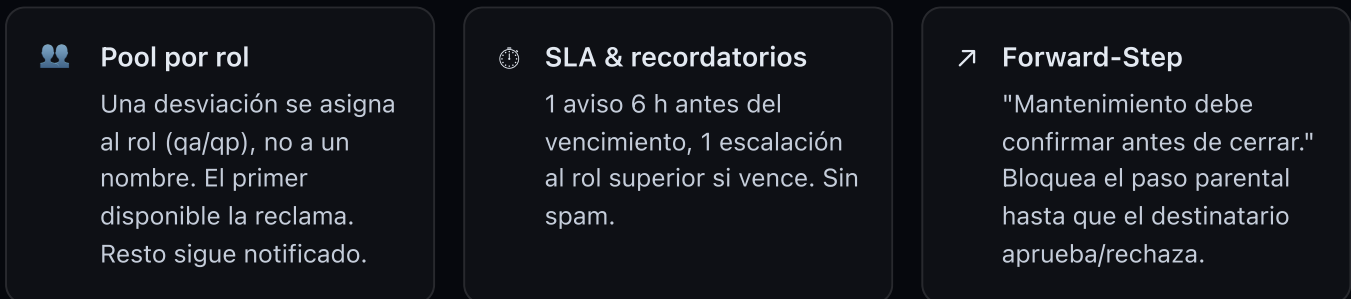 Pool por rol
Una desviación se asigna
al rol (qa/qp), no a un
nombre. El primer
disponible la reclama.
Resto sigue notificado.
SLA & recordatorios
1 aviso 6 h antes del
vencimiento, 1 escalación
al rol superior si vence. Sin
spam.
Forward-Step
"Mantenimiento debe
confirmar antes de cerrar."
Bloquea el paso parental
hasta que el destinatario
aprueba/rechaza.